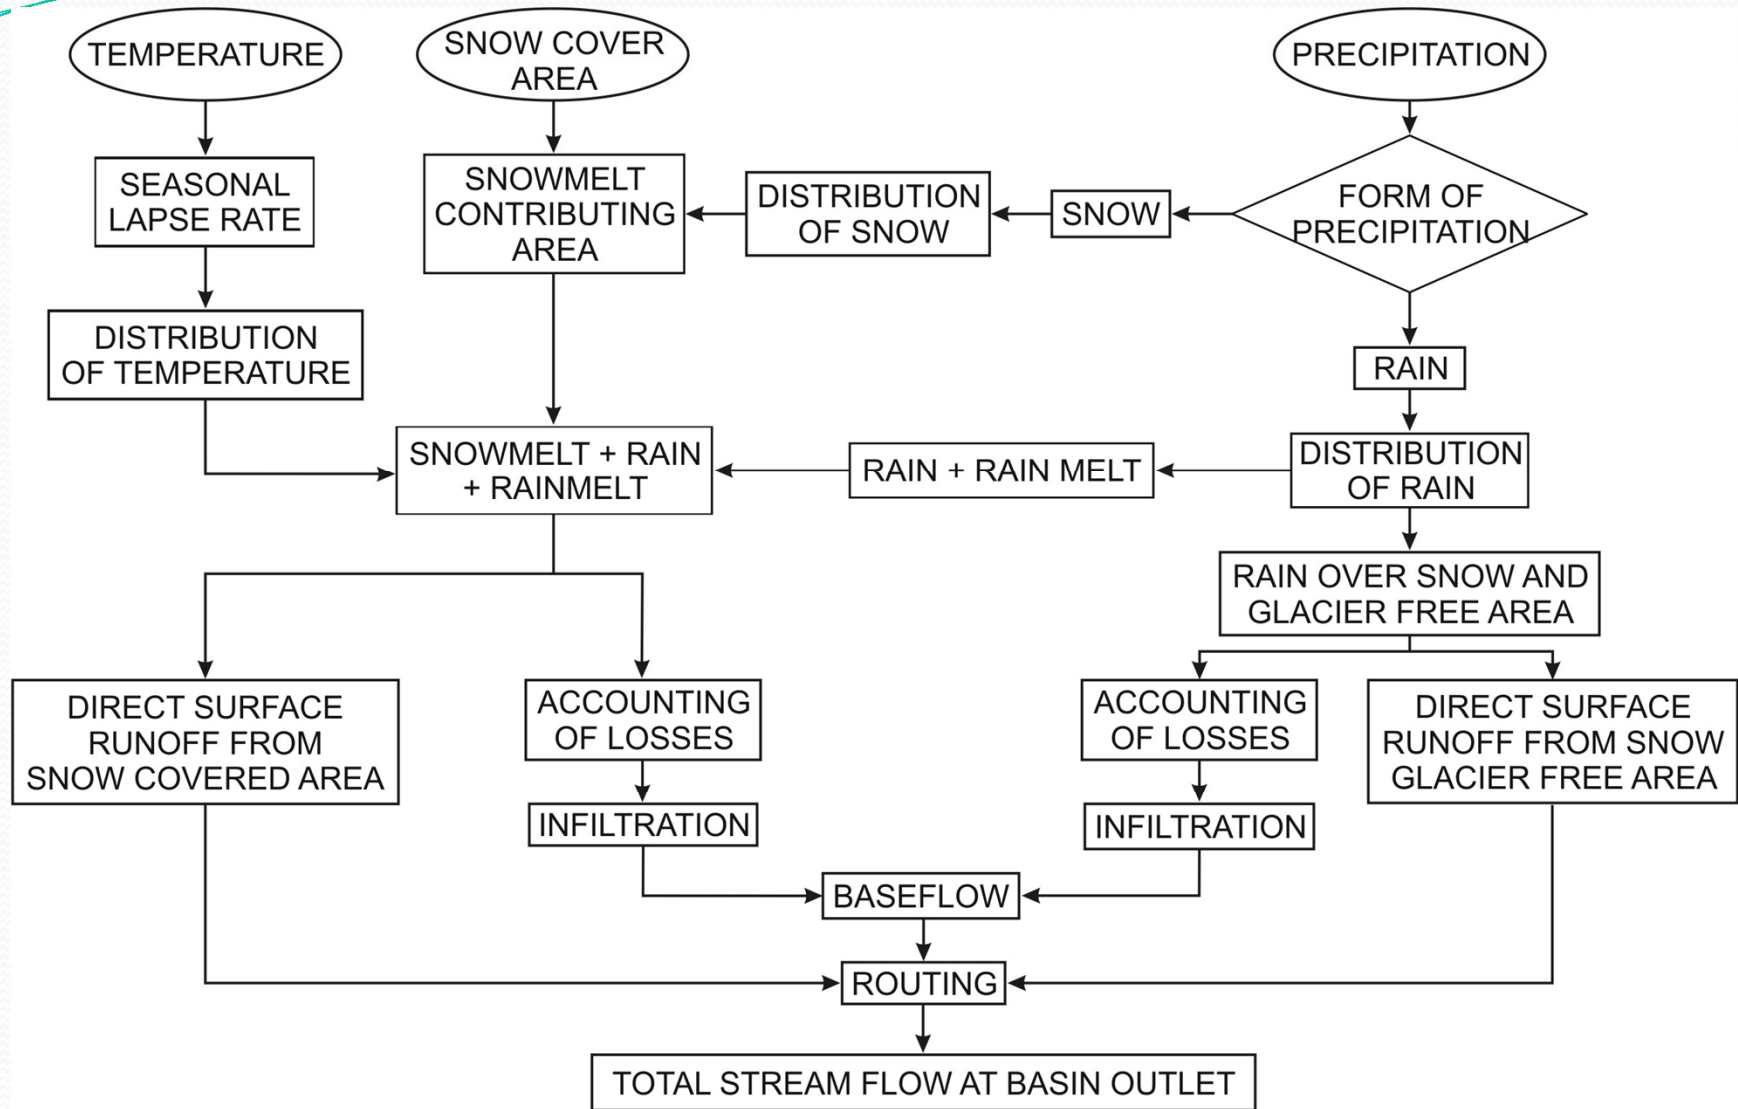 TEMPERATURE
SNOW COVER
AREA
PRECIPITATION
SEASONAL
LAPSE RATE
SNOWMELT
CONTRIBUTING
AREA
DISTRIBUTION
OF SNOW
SNOW
FORM OF
PRECIPITATION
DISTRIBUTION
OF TEMPERATURE
RAIN
SNOWMELT + RAIN
+ RAINMELT
RAIN + RAIN MELT
DISTRIBUTION
OF RAIN
RAIN OVER SNOW AND
GLACIER FREE AREA
DIRECT SURFACE
RUNOFF FROM
SNOW COVERED AREA
ACCOUNTING
OF LOSSES
ACCOUNTING
OF LOSSES
DIRECT SURFACE
RUNOFF FROM SNOW
GLACIER FREE AREA
INFILTRATION
INFILTRATION
BASEFLOW
ROUTING
TOTAL STREAM FLOW AT BASIN OUTLET